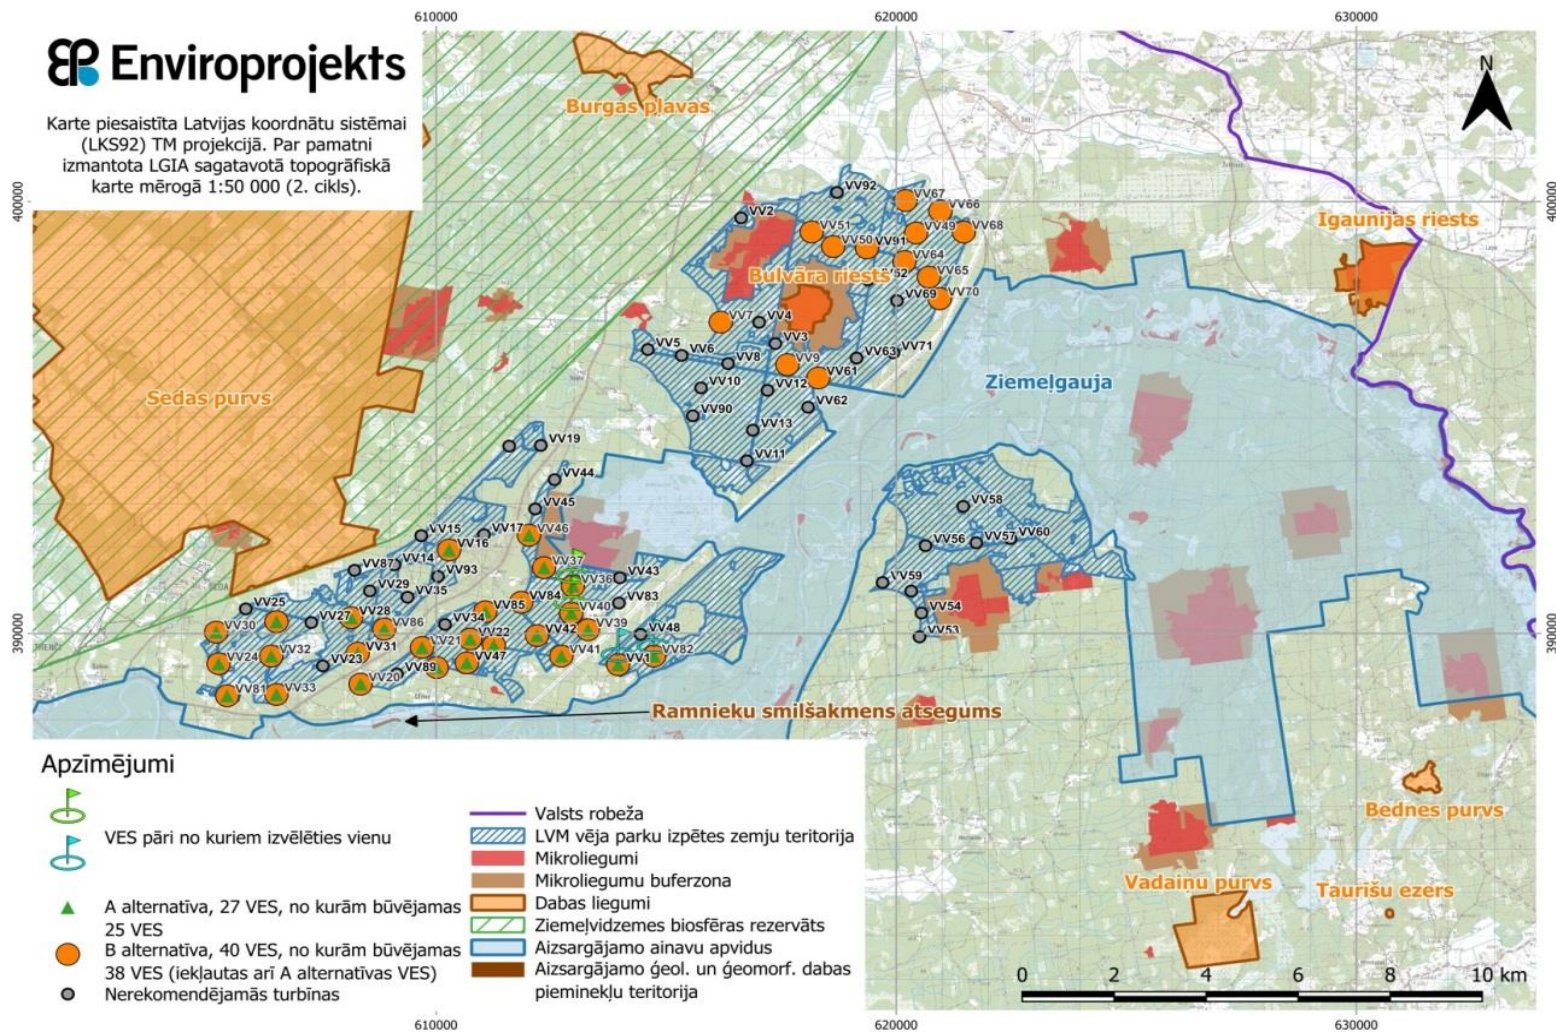 610000
620000
630000
Enviroprojekts
Karte piesaistīta Latvijas koordnātu sistēmai
(LKS92) TM projekcijā. Par pamatni
izmantota LGIA sagatavotā topogrāfiskā
karte mērogā 1:50 000 (2. cikls).
N
Burgas pļavas
400000
400000
Igaunijas riests
VV92
VV67
VV66
VV2
VV51
VV49
VV68
VV50
VV91
VV64
Bulvāra riests
VV65
VV70
VV69
VV7
VV4
VV3
VV5
VV6
VV8
VV9
VV63
VV71
VV61
Ziemeļgauja
Sedas purvs
VV10
VV12
VV90
VV62
VV13
VV11
VV19
VV44
VV45
VV58
VV15
VV17
VV46
VV16
VV56
VV57
VV60
VV14
VV87
VV37
VV93
VV36
VV43
VV59
VV29
VV35
VV84
VV83
VV25
VV85
VV40
VV54
VV27
VV28
VV30
VV86
VV34
VV39
VV42
VV48
VV53
VV21
VV22
VV31
VV32
VV24
VV23
VV47
VV41
VV1
VV82
VV89
VV20
VV81
VV33
390000
390000
Ramnieku smilšakmens atsegums
Bednes purvs
Vadaiņu purvs
Taurīšu ezers
Apzīmējumi
VES pāri no kuriem izvēlēties vienu
A alternatīva, 27 VES, no kurām būvējamas
25 VES
B alternatīva, 40 VES, no kurām būvējamas
38 VES (iekļautas arī A alternatīvas VES)
Nerekomendējamās turbīnas
Valsts robeža
LVM vēja parku izpētes zemju teritorija
Mikroliegumi
Mikroliegumu buferzona
Dabas liegumi
Ziemeļvidzemes biosfēras rezervāts
Aizsargājamo ainavu apvidus
Aizsargājamo ģeol. un ģeomorf. dabas
pieminekļu teritorija
0 2 4 6 8 10 km
610000
620000
630000